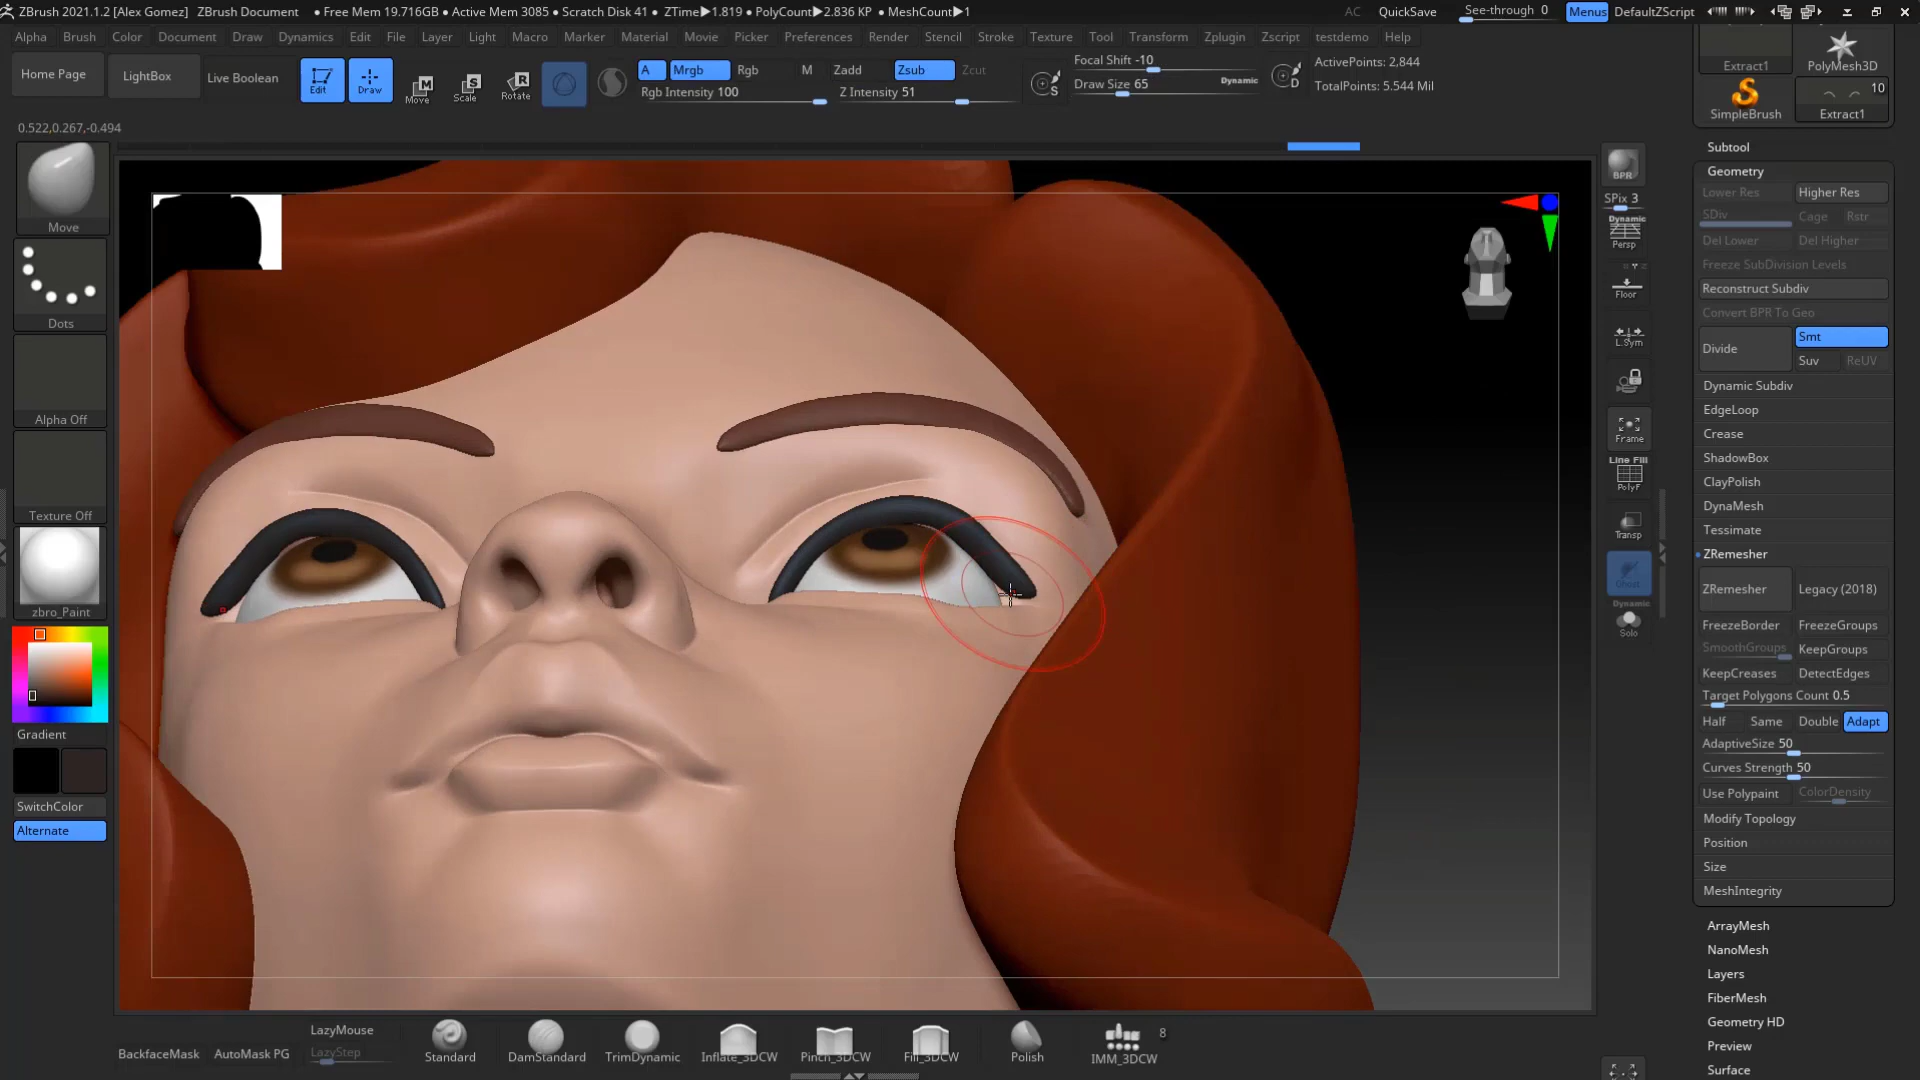 ZBrush 2021.1.2 [Alex Gomez] ZBrush Document • Free Mem 19.716GB • Active Mem 3085 • Scratch Disk 41 • ZTime▶1.819 • PolyCount▶2.836 KP • MeshCount▶1 AC QuickSave See-through 0 Menus DefaultZScript
Alpha Brush Color Document Draw Dynamics Edit File Layer Light Macro Marker Material Movie Picker Preferences Render Stencil Stroke Texture Tool Transform Zplugin Zscript testdemo Help
Home Page LightBox Live Boolean Edit Draw Move Scale Rotate
A Mrgb Rgb M Zadd Zsub Zcut
Rgb Intensity 100 Z Intensity 51
S Focal Shift -10
Draw Size 65 Dynamic D
ActivePoints: 2,844
TotalPoints: 5.544 Mil
0.522,0.267,-0.494
Move
Dots
Alpha Off
Texture Off
zbro_Paint
Gradient
SwitchColor
Alternate
BPR
SPix 3
Dynamic
Persp
Floor
L.Sym
Frame
Line Fill
PolyF
Transp
Ghost
Dynamic
Solo
Extract1 PolyMesh3D
10
SimpleBrush Extract1
Subtool
Geometry
Lower Res Higher Res
SDiv Cage Rstr
Del Lower Del Higher
Freeze SubDivision Levels
Reconstruct Subdiv
Convert BPR To Geo
Divide Smt
Suv ReUV
Dynamic Subdiv
EdgeLoop
Crease
ShadowBox
ClayPolish
DynaMesh
Tessimate
ZRemesher
ZRemesher Legacy (2018)
FreezeBorder FreezeGroups
SmoothGroups KeepGroups
KeepCreases DetectEdges
Target Polygons Count 0.5
Half Same Double Adapt
AdaptiveSize 50
Curves Strength 50
Use Polypaint ColorDensity
Modify Topology
Position
Size
MeshIntegrity
ArrayMesh
NanoMesh
Layers
FiberMesh
Geometry HD
Preview
Surface
BackfaceMask AutoMask PG LazyMouse
LazyStep
Standard DamStandard TrimDynamic Inflate_3DCW Pinch_3DCW Fill_3DCW Polish IMM_3DCW 8